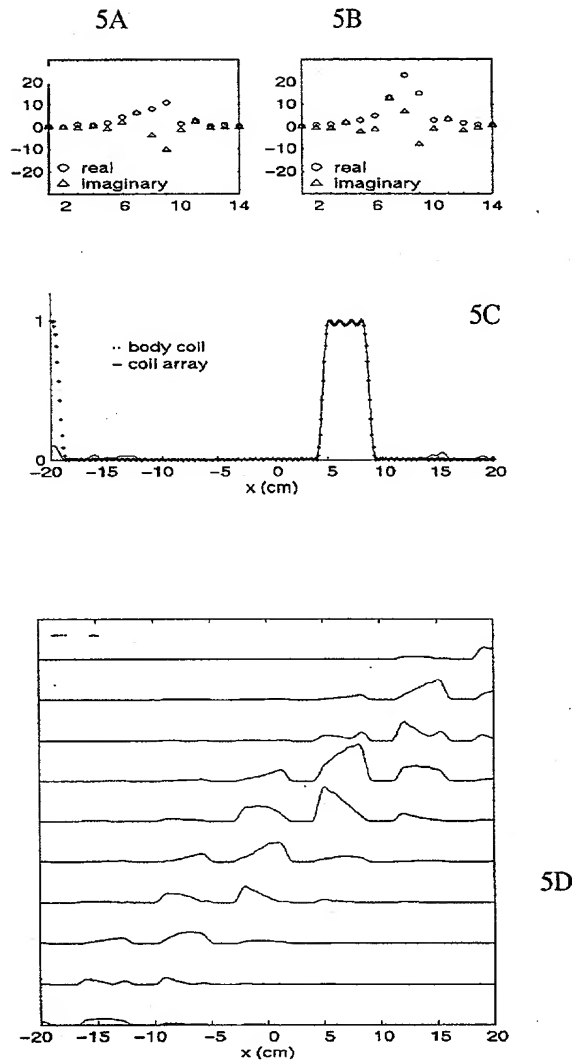 5A 5B
20 20
10 10
0 0
-10 -10
-20 -20
○ real ○ real
△ imaginary △ imaginary
2 6 10 14 2 6 10 14
5C
1
·· body coil
– coil array
0
-20 -15 -10 -5 0 5 10 15 20
x (cm)
5D
-20 -15 -10 -5 0 5 10 15 20
x (cm)